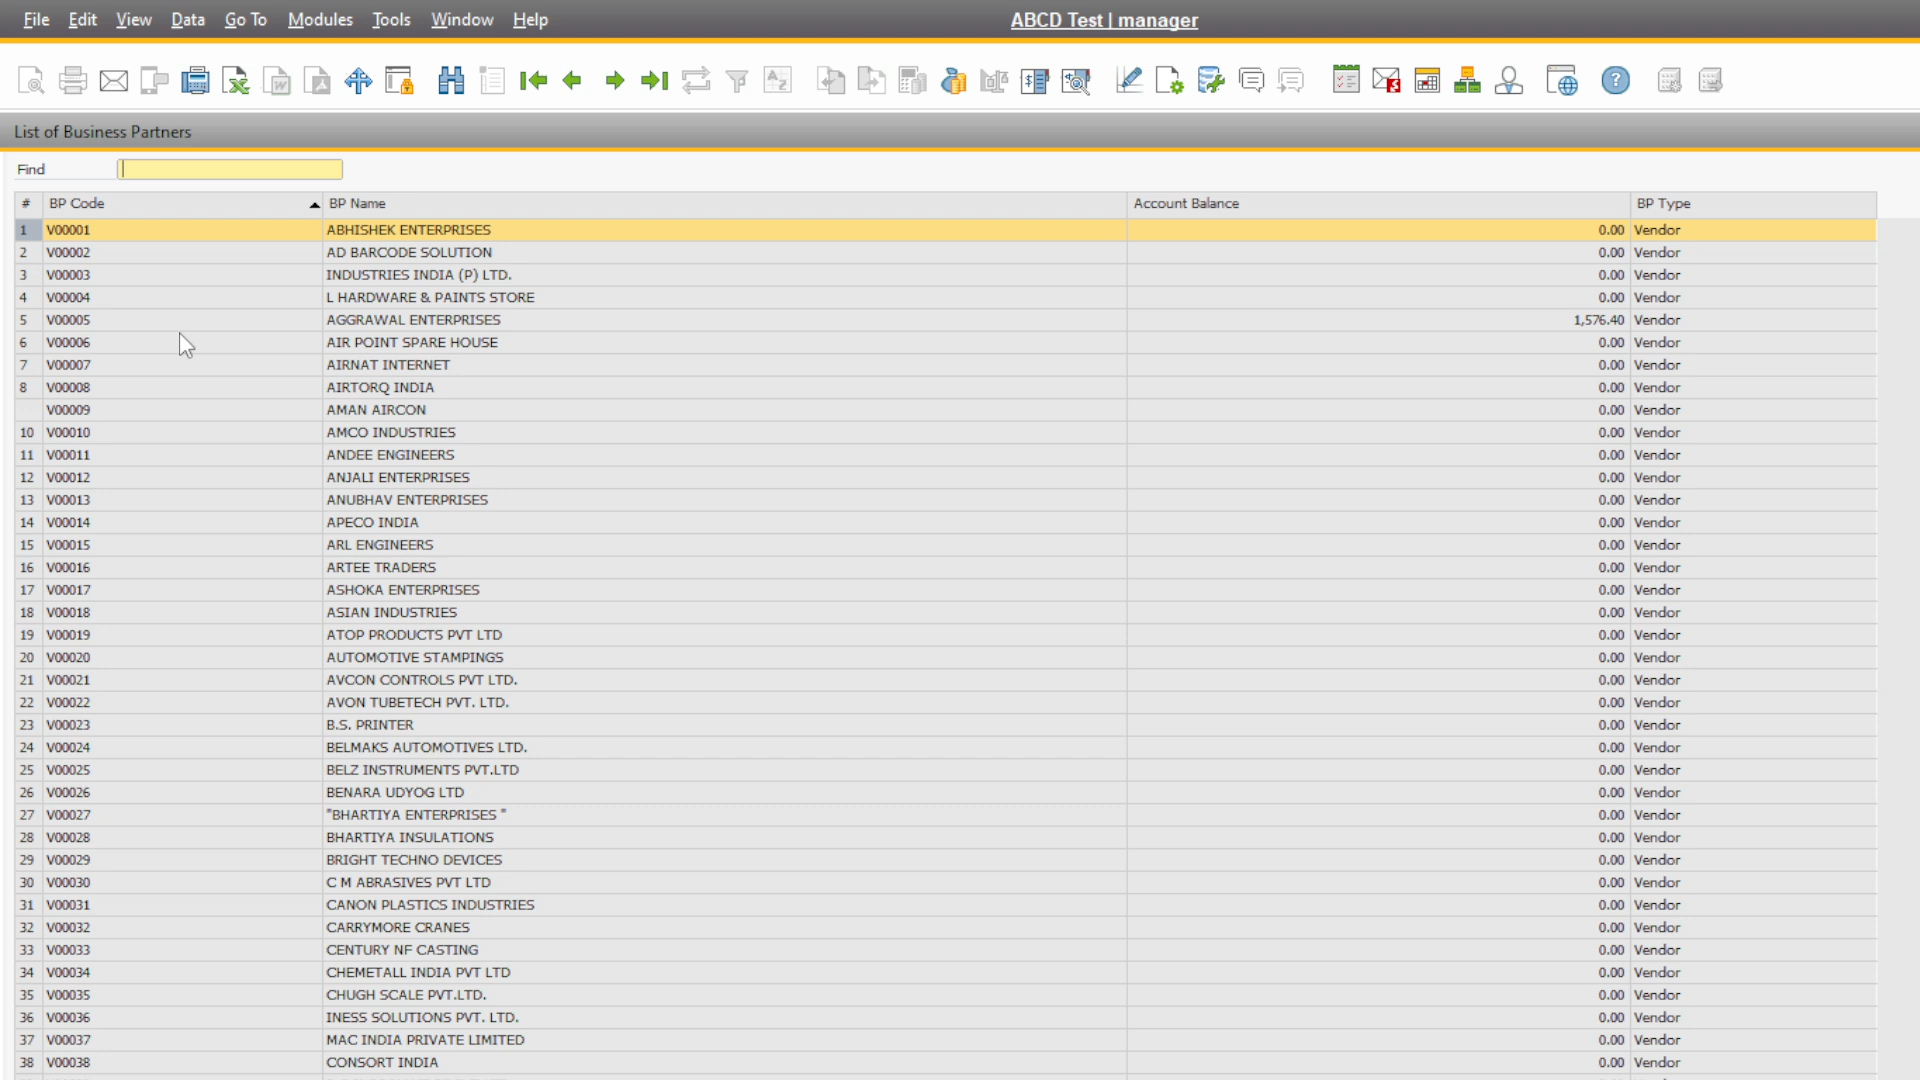 File Edit View Data Go To Modules Tools Window Help ABCD Test | manager
List of Business Partners
Find
# BP Code BP Name Account Balance BP Type
1 V00001 ABHISHEK ENTERPRISES 0.00 Vendor
2 V00002 AD BARCODE SOLUTION 0.00 Vendor
3 V00003 INDUSTRIES INDIA (P) LTD. 0.00 Vendor
4 V00004 L HARDWARE & PAINTS STORE 0.00 Vendor
5 V00005 AGGRAWAL ENTERPRISES 1,576.40 Vendor
6 V00006 AIR POINT SPARE HOUSE 0.00 Vendor
7 V00007 AIRNAT INTERNET 0.00 Vendor
8 V00008 AIRTORQ INDIA 0.00 Vendor
V00009 AMAN AIRCON 0.00 Vendor
10 V00010 AMCO INDUSTRIES 0.00 Vendor
11 V00011 ANDEE ENGINEERS 0.00 Vendor
12 V00012 ANJALI ENTERPRISES 0.00 Vendor
13 V00013 ANUBHAV ENTERPRISES 0.00 Vendor
14 V00014 APECO INDIA 0.00 Vendor
15 V00015 ARL ENGINEERS 0.00 Vendor
16 V00016 ARTEE TRADERS 0.00 Vendor
17 V00017 ASHOKA ENTERPRISES 0.00 Vendor
18 V00018 ASIAN INDUSTRIES 0.00 Vendor
19 V00019 ATOP PRODUCTS PVT LTD 0.00 Vendor
20 V00020 AUTOMOTIVE STAMPINGS 0.00 Vendor
21 V00021 AVCON CONTROLS PVT LTD. 0.00 Vendor
22 V00022 AVON TUBETECH PVT. LTD. 0.00 Vendor
23 V00023 B.S. PRINTER 0.00 Vendor
24 V00024 BELMAKS AUTOMOTIVES LTD. 0.00 Vendor
25 V00025 BELZ INSTRUMENTS PVT.LTD 0.00 Vendor
26 V00026 BENARA UDYOG LTD 0.00 Vendor
27 V00027 "BHARTIYA ENTERPRISES " 0.00 Vendor
28 V00028 BHARTIYA INSULATIONS 0.00 Vendor
29 V00029 BRIGHT TECHNO DEVICES 0.00 Vendor
30 V00030 C M ABRASIVES PVT LTD 0.00 Vendor
31 V00031 CANON PLASTICS INDUSTRIES 0.00 Vendor
32 V00032 CARRYMORE CRANES 0.00 Vendor
33 V00033 CENTURY NF CASTING 0.00 Vendor
34 V00034 CHEMETALL INDIA PVT LTD 0.00 Vendor
35 V00035 CHUGH SCALE PVT.LTD. 0.00 Vendor
36 V00036 INESS SOLUTIONS PVT. LTD. 0.00 Vendor
37 V00037 MAC INDIA PRIVATE LIMITED 0.00 Vendor
38 V00038 CONSORT INDIA 0.00 Vendor